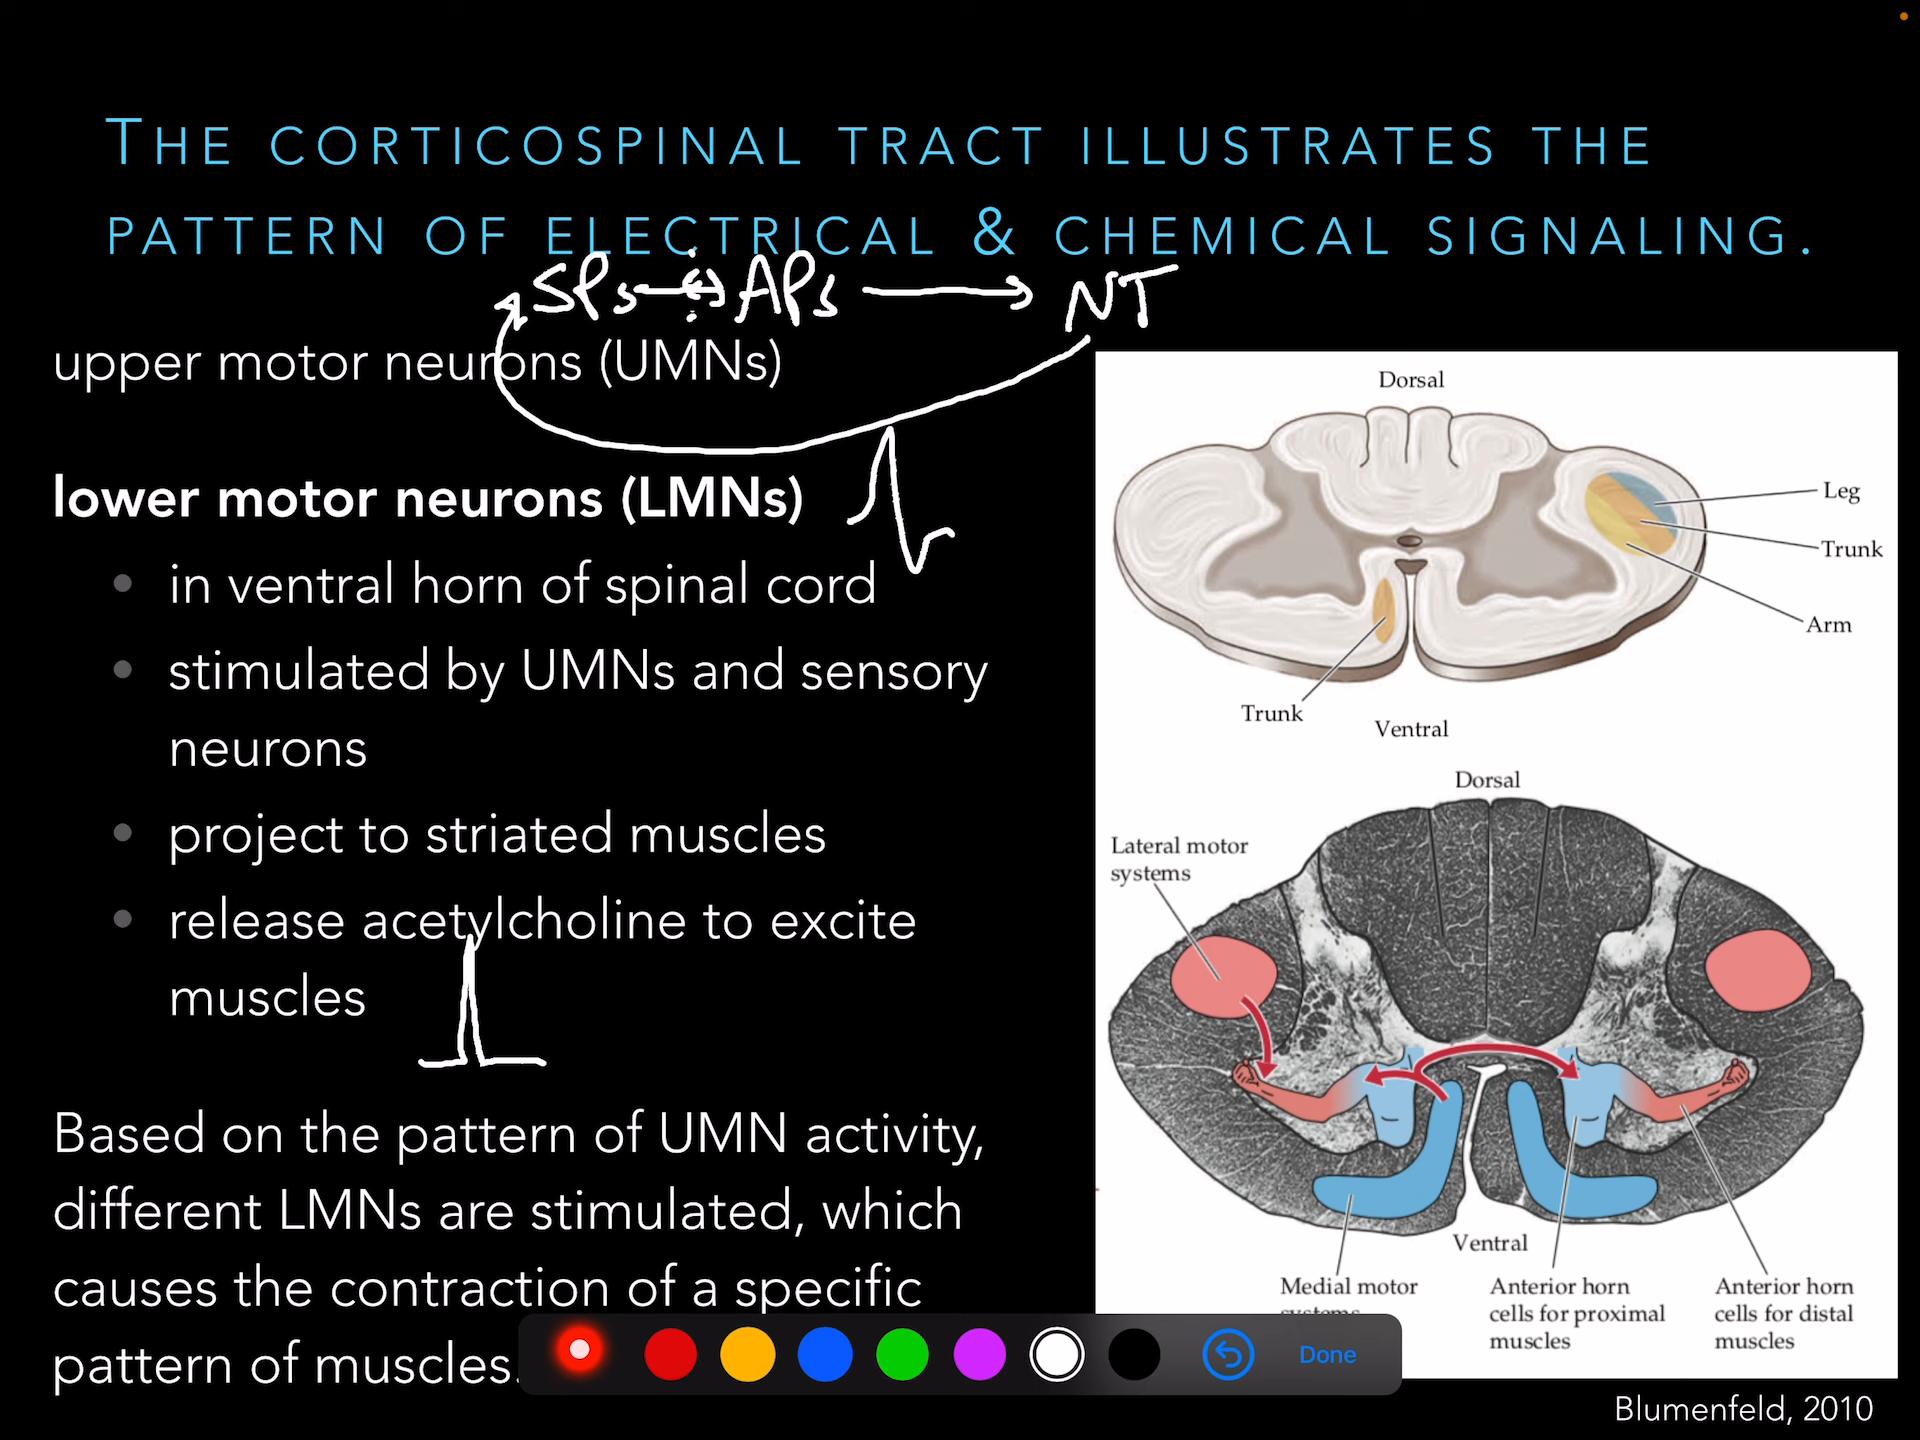 THE CORTICOSPINAL TRACT ILLUSTRATES THE
PATTERN OF ELECTRICAL & CHEMICAL SIGNALING.
SPs APs NT
upper motor neurons (UMNs)
lower motor neurons (LMNs)
• in ventral horn of spinal cord
• stimulated by UMNs and sensory
neurons
• project to striated muscles
• release acetylcholine to excite
muscles
Based on the pattern of UMN activity,
different LMNs are stimulated, which
causes the contraction of a specific
pattern of muscles.
Dorsal
Leg
Trunk
Arm
Trunk
Ventral
Dorsal
Lateral motor
systems
Ventral
Medial motor
systems
Anterior horn
cells for proximal
muscles
Anterior horn
cells for distal
muscles
Done
Blumenfeld, 2010